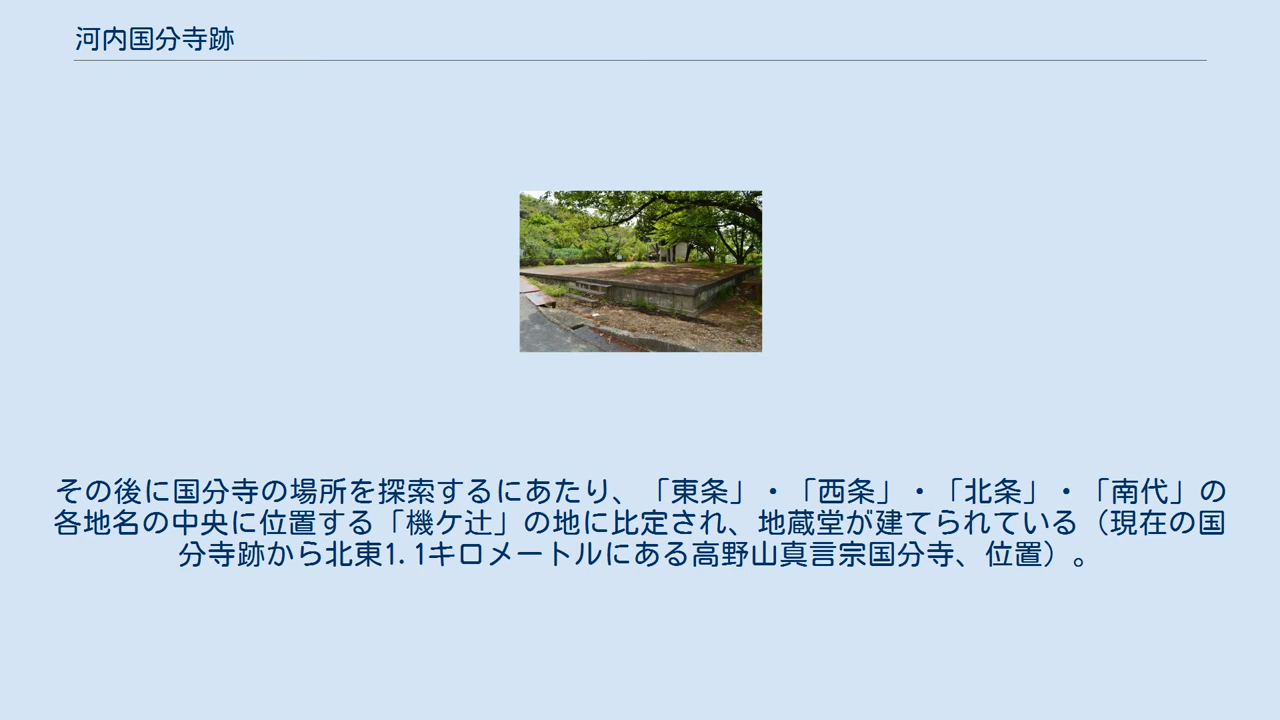 河内国分寺跡
その後に国分寺の場所を探索するにあたり、「東条」・「西条」・「北条」・「南代」の
各地名の中央に位置する「機ケ辻」の地に比定され、地蔵堂が建てられている（現在の国
分寺跡から北東1.1キロメートルにある高野山真言宗国分寺、位置）。